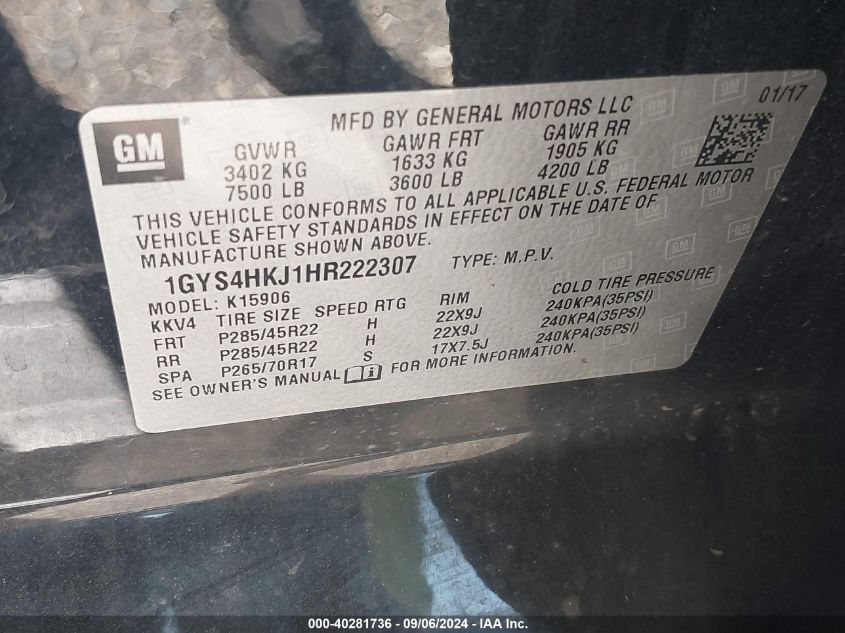 GM ® MFD BY GENERAL MOTORS LLC 01/17
GVWR GAWR FRT GAWR RR
3402 KG 1633 KG 1905 KG
7500 LB 3600 LB 4200 LB
THIS VEHICLE CONFORMS TO ALL APPLICABLE U.S. FEDERAL MOTOR
VEHICLE SAFETY STANDARDS IN EFFECT ON THE DATE OF
MANUFACTURE SHOWN ABOVE.
1GYS4HKJ1HR222307 TYPE: M.P.V.
MODEL: K15906
KKV4 TIRE SIZE SPEED RTG RIM COLD TIRE PRESSURE
FRT P285/45R22 H 22X9J 240KPA(35PSI)
RR P285/45R22 H 22X9J 240KPA(35PSI)
SPA P265/70R17 S 17X7.5J 240KPA(35PSI)
SEE OWNER'S MANUAL FOR MORE INFORMATION.
000-40281736 - 09/06/2024 - IAA Inc.